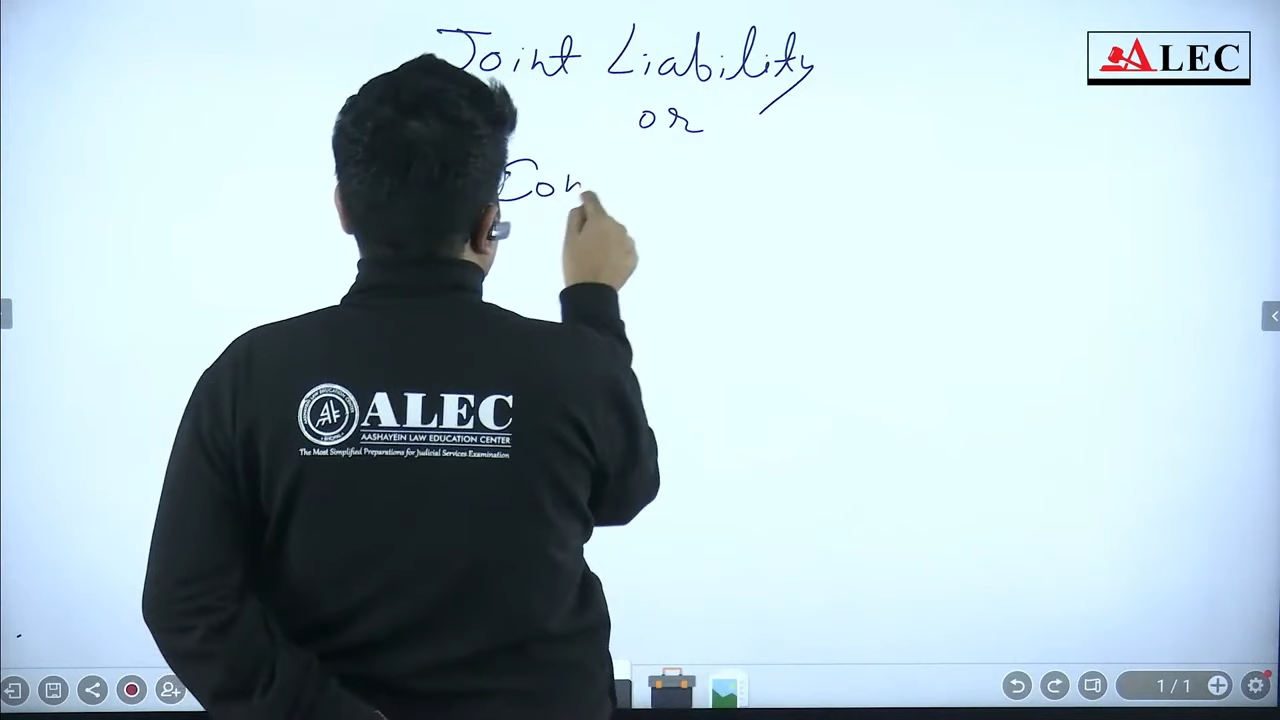 Joint Liability
or
Con
ALEC
ALEC
AASHAYEIN LAW EDUCATION CENTER
The Most Simplified Preparations for Judicial Services Examination
1/1